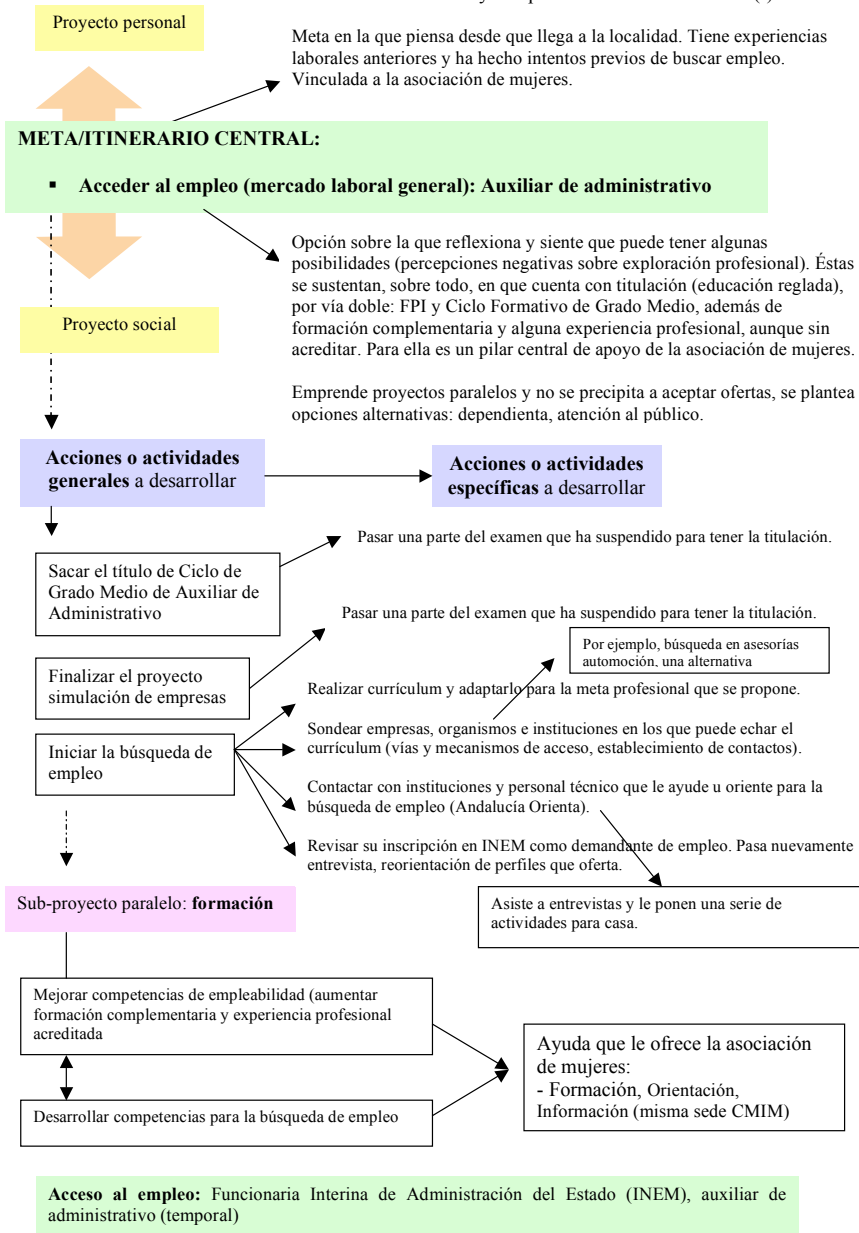 Proyecto personal
Meta en la que piensa desde que llega a la localidad. Tiene experiencias
laborales anteriores y ha hecho intentos previos de buscar empleo.
Vinculada a la asociación de mujeres.
META/ITINERARIO CENTRAL:
▪ Acceder al empleo (mercado laboral general): Auxiliar de administrativo
Opción sobre la que reflexiona y siente que puede tener algunas
posibilidades (percepciones negativas sobre exploración profesional). Éstas
se sustentan, sobre todo, en que cuenta con titulación (educación reglada),
por vía doble: FPI y Ciclo Formativo de Grado Medio, además de
formación complementaria y alguna experiencia profesional, aunque sin
acreditar. Para ella es un pilar central de apoyo de la asociación de mujeres.
Proyecto social
Emprende proyectos paralelos y no se precipita a aceptar ofertas, se plantea
opciones alternativas: dependienta, atención al público.
Acciones o actividades
generales a desarrollar
Acciones o actividades
específicas a desarrollar
Pasar una parte del examen que ha suspendido para tener la titulación.
Sacar el título de Ciclo de
Grado Medio de Auxiliar de
Administrativo
Pasar una parte del examen que ha suspendido para tener la titulación.
Por ejemplo, búsqueda en asesorías
automoción, una alternativa
Finalizar el proyecto
simulación de empresas
Realizar currículum y adaptarlo para la meta profesional que se propone.
Sondear empresas, organismos e instituciones en los que puede echar el
currículum (vías y mecanismos de acceso, establecimiento de contactos).
Iniciar la búsqueda de
empleo
Contactar con instituciones y personal técnico que le ayude u oriente para la
búsqueda de empleo (Andalucía Orienta).
Revisar su inscripción en INEM como demandante de empleo. Pasa nuevamente
entrevista, reorientación de perfiles que oferta.
Sub-proyecto paralelo: formación
Asiste a entrevistas y le ponen una serie de
actividades para casa.
Mejorar competencias de empleabilidad (aumentar
formación complementaria y experiencia profesional
acreditada
Ayuda que le ofrece la asociación
de mujeres:
- Formación, Orientación,
Información (misma sede CMIM)
Desarrollar competencias para la búsqueda de empleo
Acceso al empleo: Funcionaria Interina de Administración del Estado (INEM), auxiliar de
administrativo (temporal)